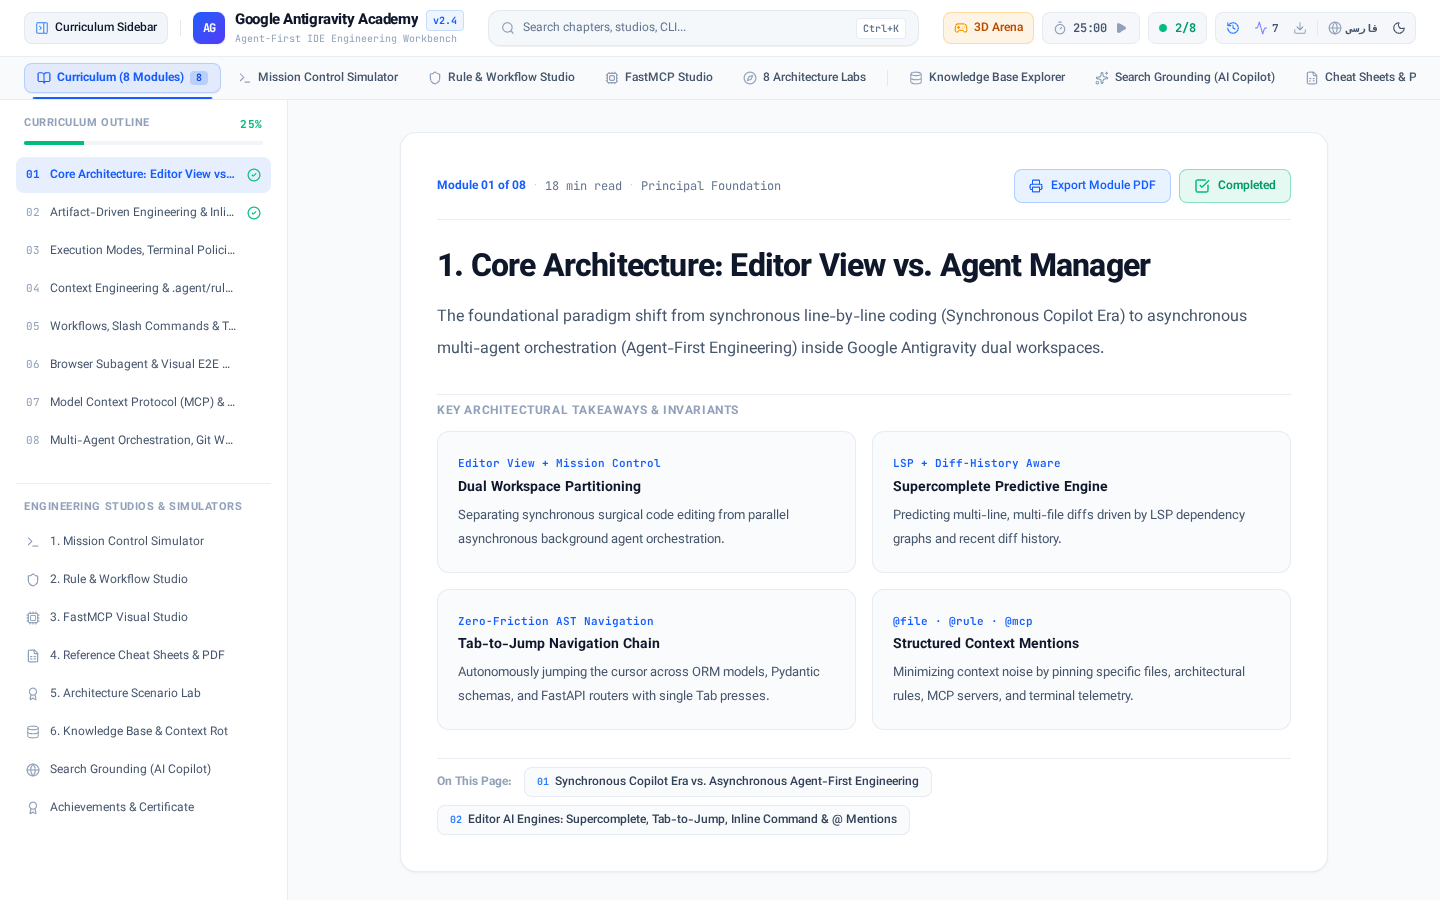 Curriculum Sidebar
AG
Google Antigravity Academy
v2.4
Agent-First IDE Engineering Workbench
Search chapters, studios, CLI...
Ctrl+K
3D Arena
25:00
2/8
7
فارسی
Curriculum (8 Modules)
8
Mission Control Simulator
Rule & Workflow Studio
FastMCP Studio
8 Architecture Labs
Knowledge Base Explorer
Search Grounding (AI Copilot)
Cheat Sheets & P
CURRICULUM OUTLINE
25%
01 Core Architecture: Editor View vs...
02 Artifact-Driven Engineering & Inli...
03 Execution Modes, Terminal Polici...
04 Context Engineering & .agent/rul...
05 Workflows, Slash Commands & T...
06 Browser Subagent & Visual E2E ...
07 Model Context Protocol (MCP) & ...
08 Multi-Agent Orchestration, Git W...
ENGINEERING STUDIOS & SIMULATORS
1. Mission Control Simulator
2. Rule & Workflow Studio
3. FastMCP Visual Studio
4. Reference Cheat Sheets & PDF
5. Architecture Scenario Lab
6. Knowledge Base & Context Rot
Search Grounding (AI Copilot)
Achievements & Certificate
Module 01 of 08 · 18 min read · Principal Foundation
Export Module PDF
Completed
1. Core Architecture: Editor View vs. Agent Manager
The foundational paradigm shift from synchronous line-by-line coding (Synchronous Copilot Era) to asynchronous
multi-agent orchestration (Agent-First Engineering) inside Google Antigravity dual workspaces.
KEY ARCHITECTURAL TAKEAWAYS & INVARIANTS
Editor View + Mission Control
Dual Workspace Partitioning
Separating synchronous surgical code editing from parallel
asynchronous background agent orchestration.
LSP + Diff-History Aware
Supercomplete Predictive Engine
Predicting multi-line, multi-file diffs driven by LSP dependency
graphs and recent diff history.
Zero-Friction AST Navigation
Tab-to-Jump Navigation Chain
Autonomously jumping the cursor across ORM models, Pydantic
schemas, and FastAPI routers with single Tab presses.
@file · @rule · @mcp
Structured Context Mentions
Minimizing context noise by pinning specific files, architectural
rules, MCP servers, and terminal telemetry.
On This Page:
01 Synchronous Copilot Era vs. Asynchronous Agent-First Engineering
02 Editor AI Engines: Supercomplete, Tab-to-Jump, Inline Command & @ Mentions